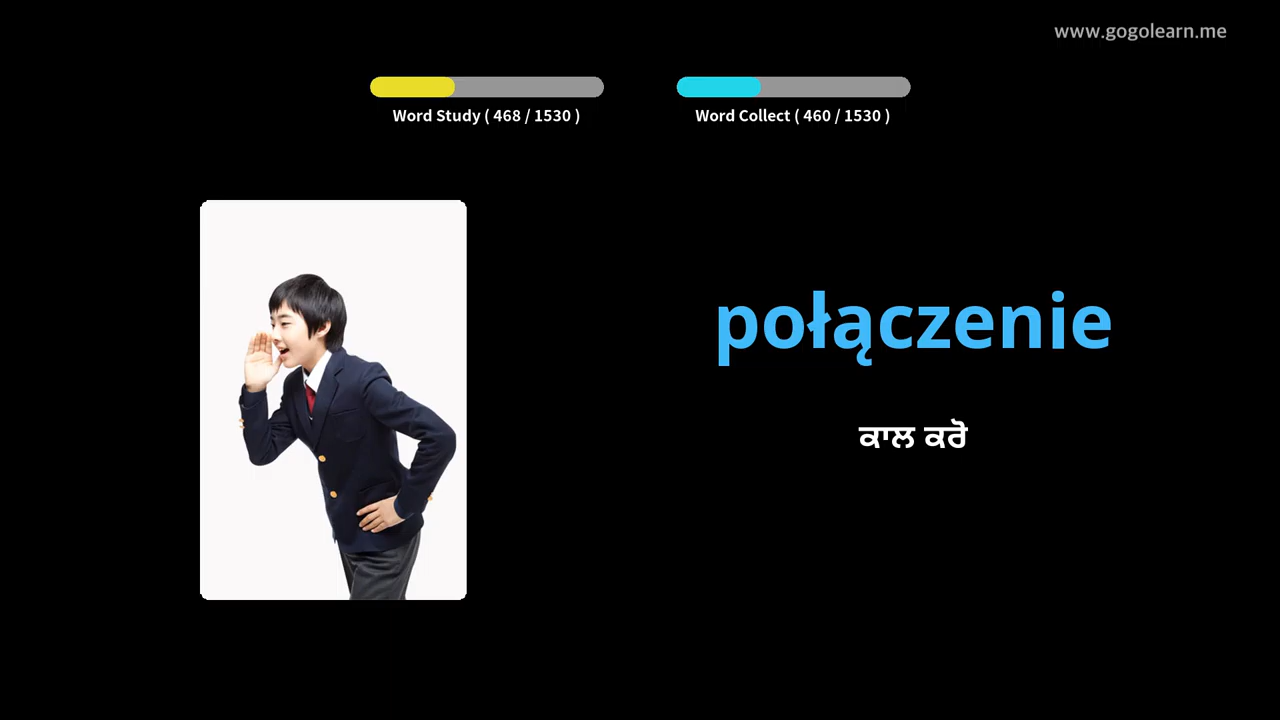 www.gogolearn.me
Word Study ( 468 / 1530 )
Word Collect ( 460 / 1530 )
połączenie
ਕਾਲ ਕਰੋ